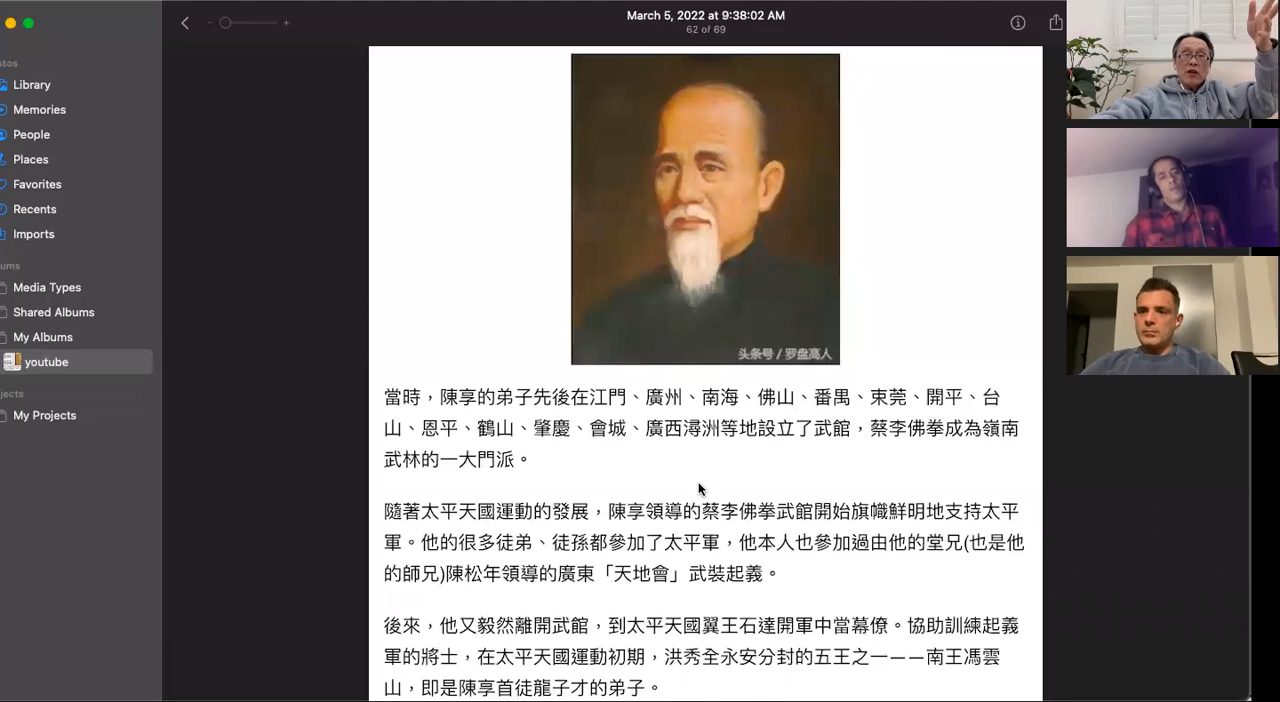 March 5, 2022 at 9:38:02 AM
62 of 69
otos
Library
Memories
People
Places
Favorites
Recents
Imports
ums
Media Types
Shared Albums
My Albums
youtube
jects
My Projects
头条号 / 罗盘高人
當時，陳享的弟子先後在江門、廣州、南海、佛山、番禺、東莞、開平、台
山、恩平、鶴山、肇慶、會城、廣西潯洲等地設立了武館，蔡李佛拳成為嶺南
武林的一大門派。
隨著太平天國運動的發展，陳享領導的蔡李佛拳武館開始旗幟鮮明地支持太平
軍。他的很多徒弟、徒孫都參加了太平軍，他本人也參加過由他的堂兄(也是他
的師兄)陳松年領導的廣東「天地會」武裝起義。
後來，他又毅然離開武館，到太平天國翼王石達開軍中當幕僚。協助訓練起義
軍的將士，在太平天國運動初期，洪秀全永安分封的五王之一——南王馮雲
山，即是陳享首徒龍子才的弟子。